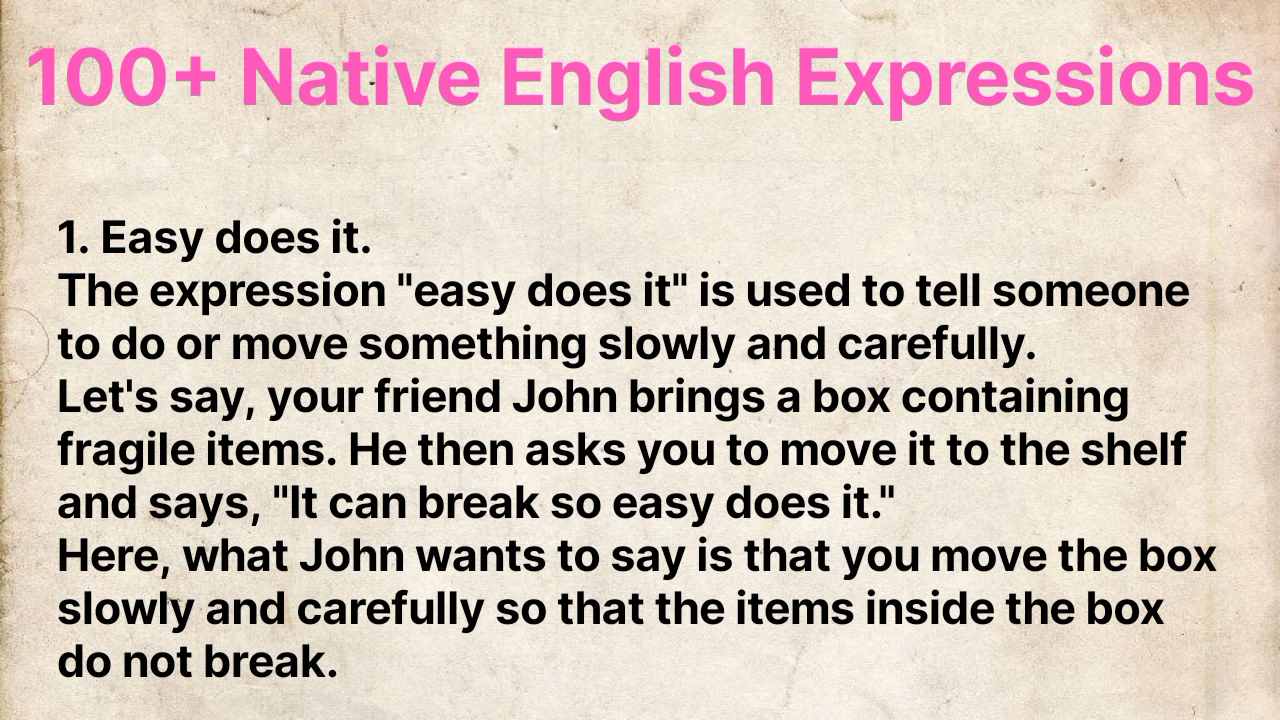 100+ Native English Expressions
1. Easy does it.
The expression "easy does it" is used to tell someone
to do or move something slowly and carefully.
Let's say, your friend John brings a box containing
fragile items. He then asks you to move it to the shelf
and says, "It can break so easy does it."
Here, what John wants to say is that you move the box
slowly and carefully so that the items inside the box
do not break.